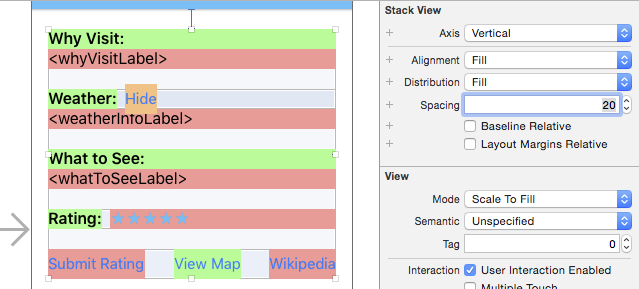 Why Visit:
<whyVisitLabel>
Weather: Hide
<weatherInfoLabel>
What to See:
<whatToSeeLabel>
Rating: ★★★★★
Submit Rating View Map Wikipedia
Stack View
+ Axis Vertical
+ Alignment Fill
+ Distribution Fill
+ Spacing 20
+ Baseline Relative
+ Layout Margins Relative
View
Mode Scale To Fill
+ Semantic Unspecified
Tag 0
Interaction User Interaction Enabled
Multiple Touch